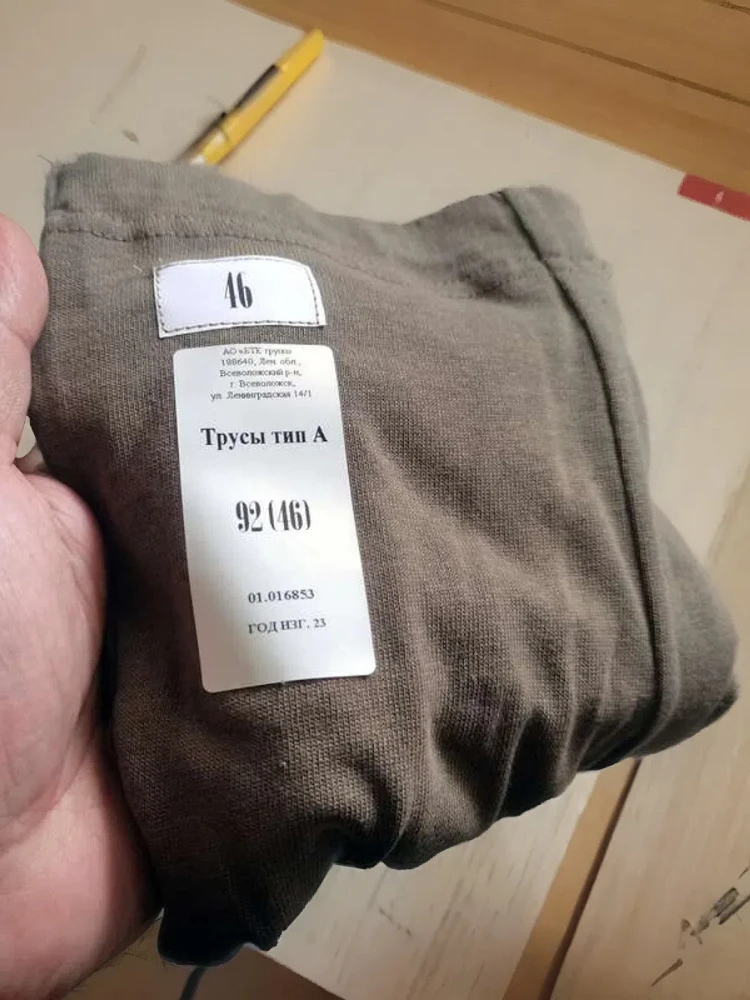 46
АО «БТК групп»
188640, Лен. обл.,
Всеволожский р-н,
г. Всеволожск,
ул. Ленинградская 14/1
Трусы тип А
92 (46)
01.016853
ГОД ИЗГ. 23